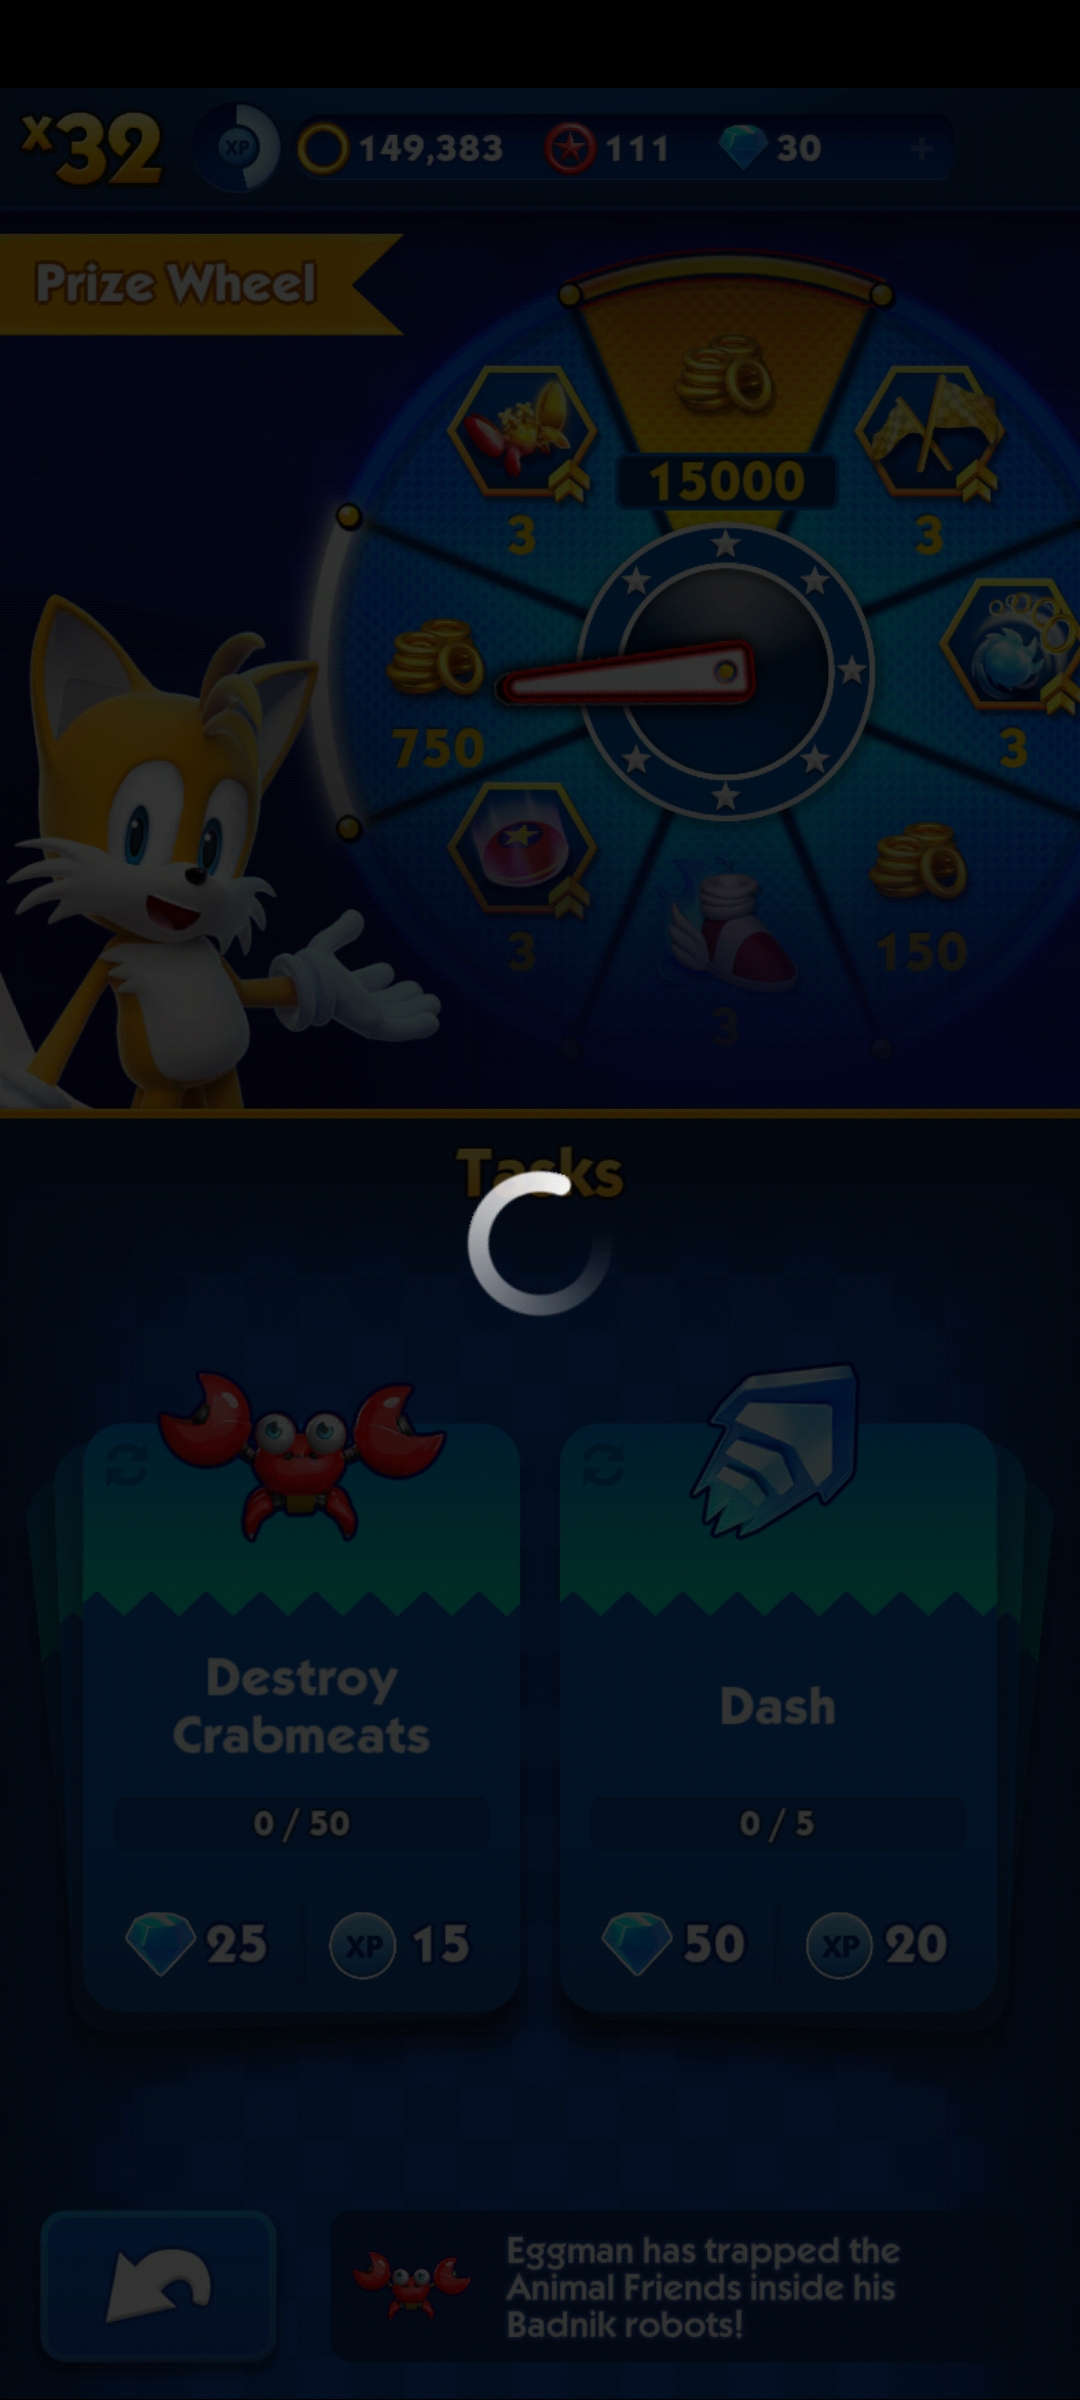 x32 XP 149,383 111 30 +
Prize Wheel
15000
3
3
750
3
3
150
3
Tasks
Destroy
Crabmeats
0 / 50
25 XP 15
Dash
0 / 5
50 XP 20
Eggman has trapped the
Animal Friends inside his
Badnik robots!